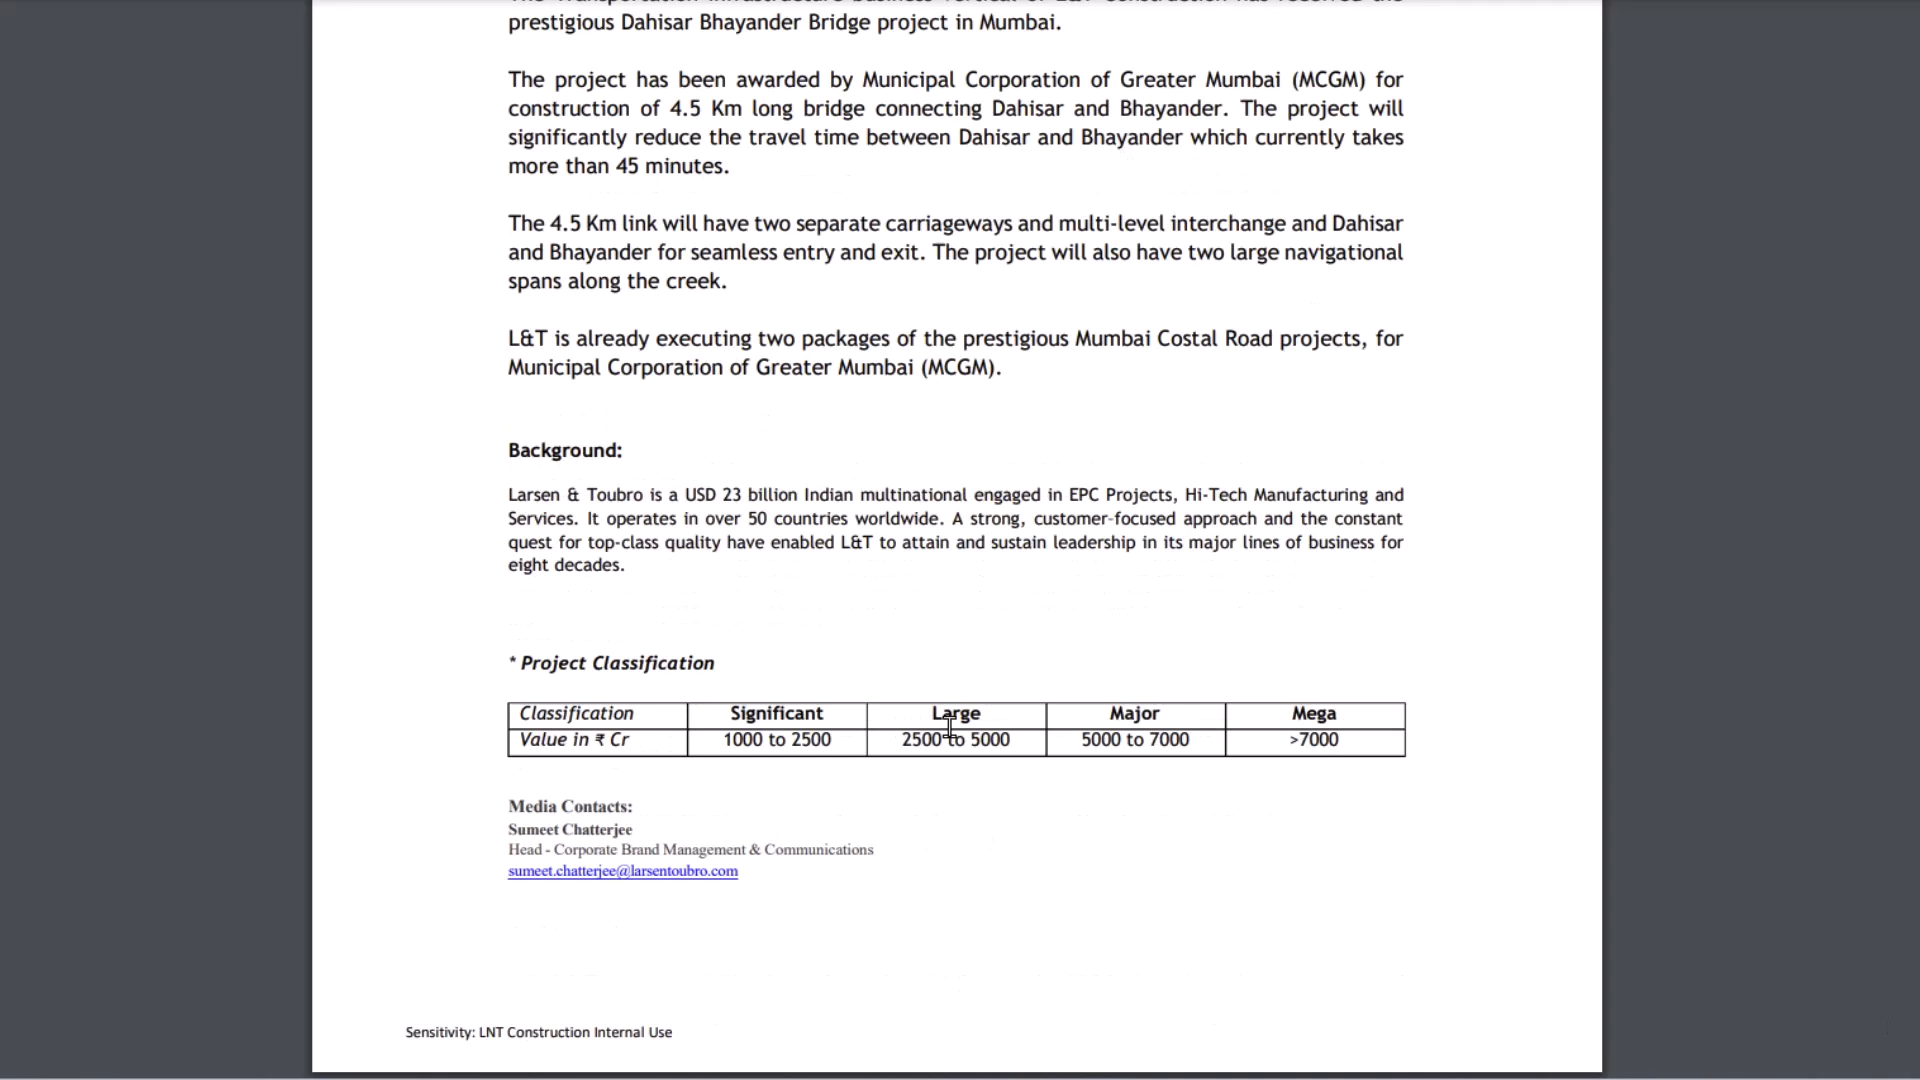 prestigious Dahisar Bhayander Bridge project in Mumbai.
The project has been awarded by Municipal Corporation of Greater Mumbai (MCGM) for
construction of 4.5 Km long bridge connecting Dahisar and Bhayander. The project will
significantly reduce the travel time between Dahisar and Bhayander which currently takes
more than 45 minutes.
The 4.5 Km link will have two separate carriageways and multi-level interchange and Dahisar
and Bhayander for seamless entry and exit. The project will also have two large navigational
spans along the creek.
L&T is already executing two packages of the prestigious Mumbai Costal Road projects, for
Municipal Corporation of Greater Mumbai (MCGM).
Background:
Larsen & Toubro is a USD 23 billion Indian multinational engaged in EPC Projects, Hi-Tech Manufacturing and
Services. It operates in over 50 countries worldwide. A strong, customer-focused approach and the constant
quest for top-class quality have enabled L&T to attain and sustain leadership in its major lines of business for
eight decades.
* Project Classification
Classification Significant Large Major Mega
Value in ₹ Cr 1000 to 2500 2500 to 5000 5000 to 7000 >7000
Media Contacts:
Sumeet Chatterjee
Head - Corporate Brand Management & Communications
sumeet.chatterjee@larsentoubro.com
Sensitivity: LNT Construction Internal Use